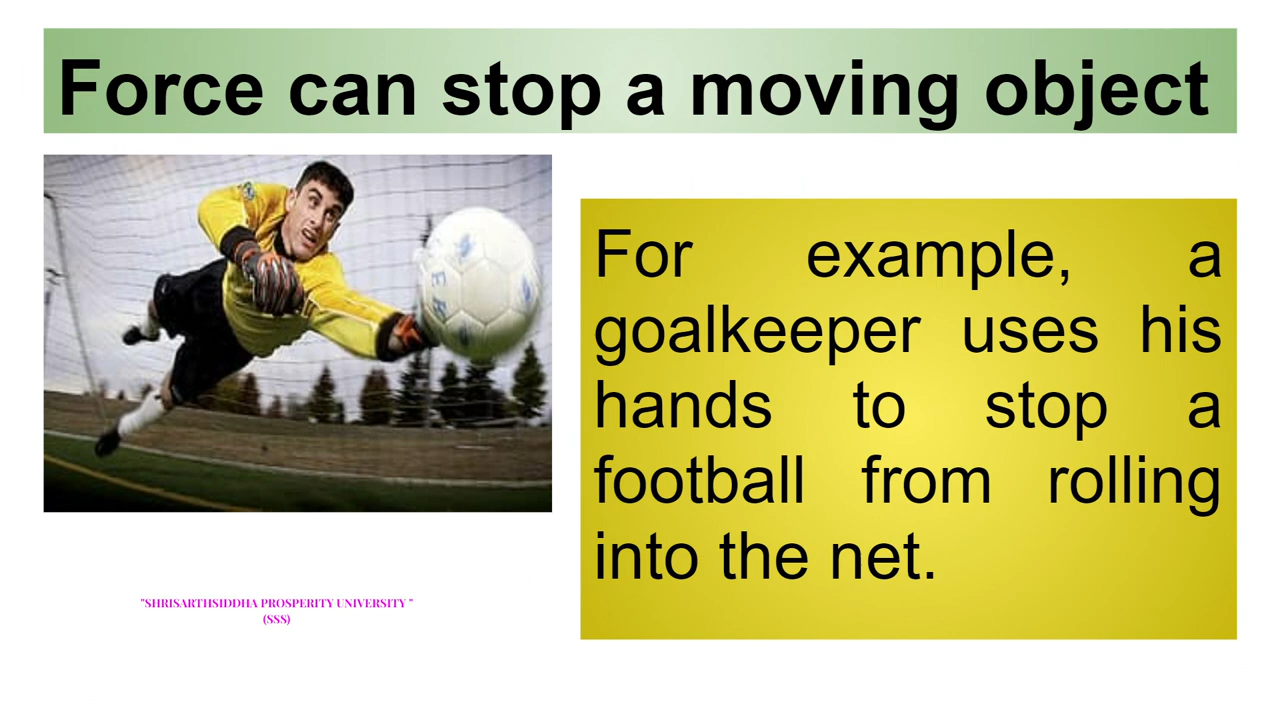 Force can stop a moving object
For example, a
goalkeeper uses his
hands to stop a
football from rolling
into the net.
"SHRISARTHSIDDHA PROSPERITY UNIVERSITY "
(SSS)